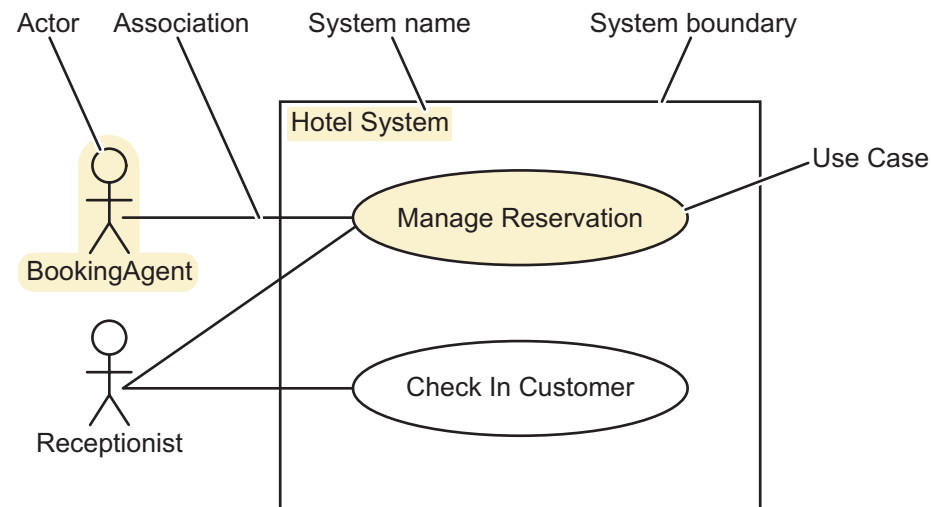 Actor
Association
System name
System boundary
Hotel System
Use Case
Manage Reservation
BookingAgent
Check In Customer
Receptionist